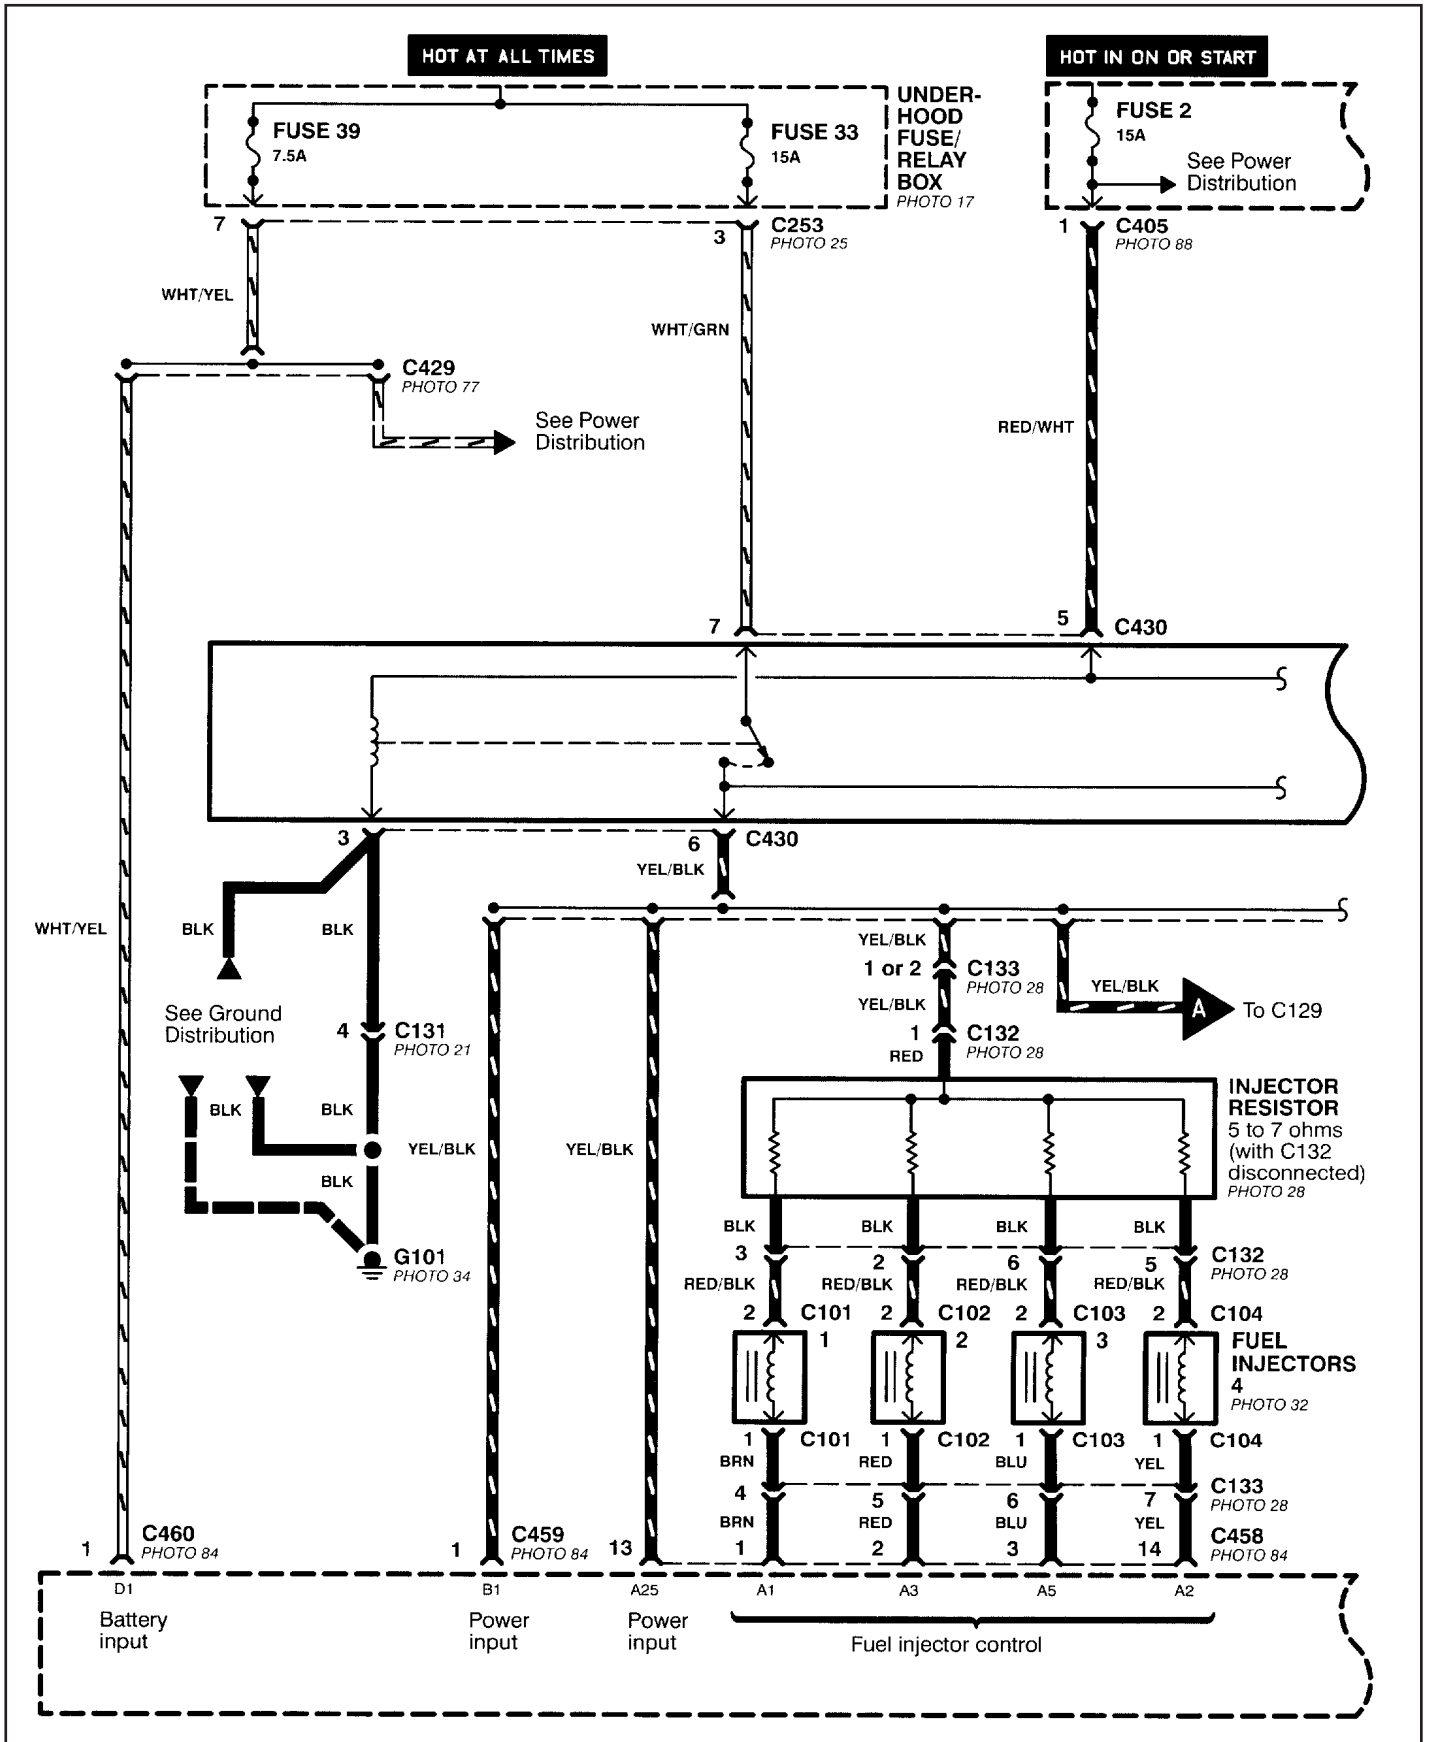 HOT AT ALL TIMES
HOT IN ON OR START
FUSE 39
7.5A
FUSE 33
15A
UNDER-
HOOD
FUSE/
RELAY
BOX
PHOTO 17
FUSE 2
15A
See Power
Distribution
7
3
C253
PHOTO 25
1
C405
PHOTO 88
WHT/YEL
WHT/GRN
C429
PHOTO 77
See Power
Distribution
RED/WHT
7
5
C430
3
6
C430
YEL/BLK
WHT/YEL
BLK
BLK
YEL/BLK
1 or 2
C133
PHOTO 28
YEL/BLK
A
To C129
YEL/BLK
See Ground
Distribution
4
C131
PHOTO 21
1
C132
PHOTO 28
RED
BLK
BLK
YEL/BLK
YEL/BLK
BLK
INJECTOR
RESISTOR
5 to 7 ohms
(with C132
disconnected)
PHOTO 28
G101
PHOTO 34
BLK
BLK
BLK
BLK
3
2
6
5
C132
PHOTO 28
RED/BLK
RED/BLK
RED/BLK
RED/BLK
2
C101
2
C102
2
C103
2
C104
1
2
3
FUEL
INJECTORS
4
PHOTO 32
1
C101
1
C102
1
C103
1
C104
BRN
RED
BLU
YEL
4
5
6
7
C133
PHOTO 28
BRN
RED
BLU
YEL
1
C460
PHOTO 84
1
C459
PHOTO 84
13
1
2
3
14
C458
PHOTO 84
D1
B1
A25
A1
A3
A5
A2
Battery
input
Power
input
Power
input
Fuel injector control